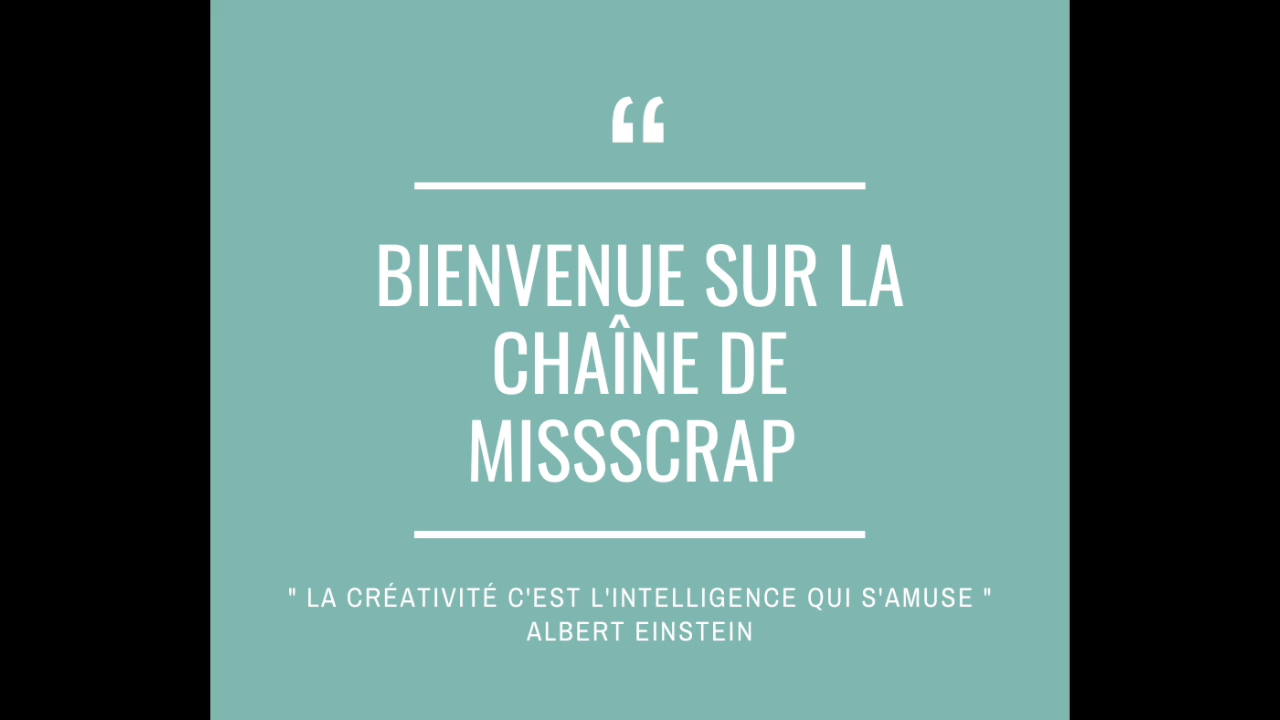 “
BIENVENUE SUR LA
CHAÎNE DE
MISSSCRAP
" LA CRÉATIVITÉ C'EST L'INTELLIGENCE QUI S'AMUSE "
ALBERT EINSTEIN